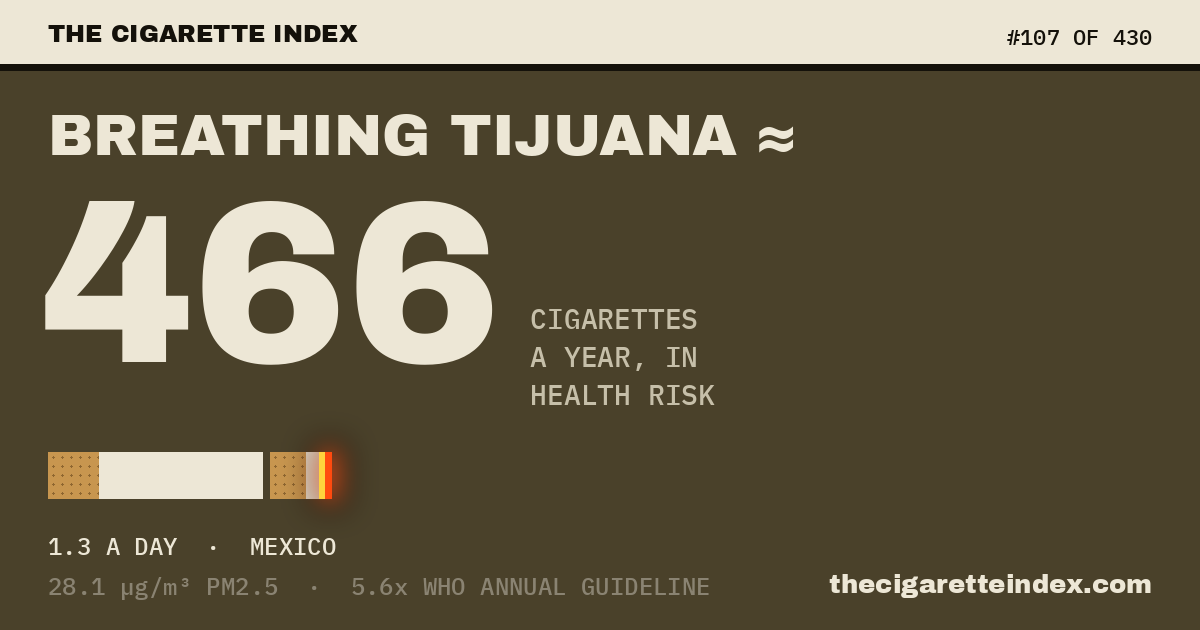 THE CIGARETTE INDEX
#107 OF 430
BREATHING TIJUANA ≈
466
CIGARETTES
A YEAR, IN
HEALTH RISK
1.3 A DAY · MEXICO
28.1 µg/m³ PM2.5 · 5.6x WHO ANNUAL GUIDELINE
thecigaretteindex.com